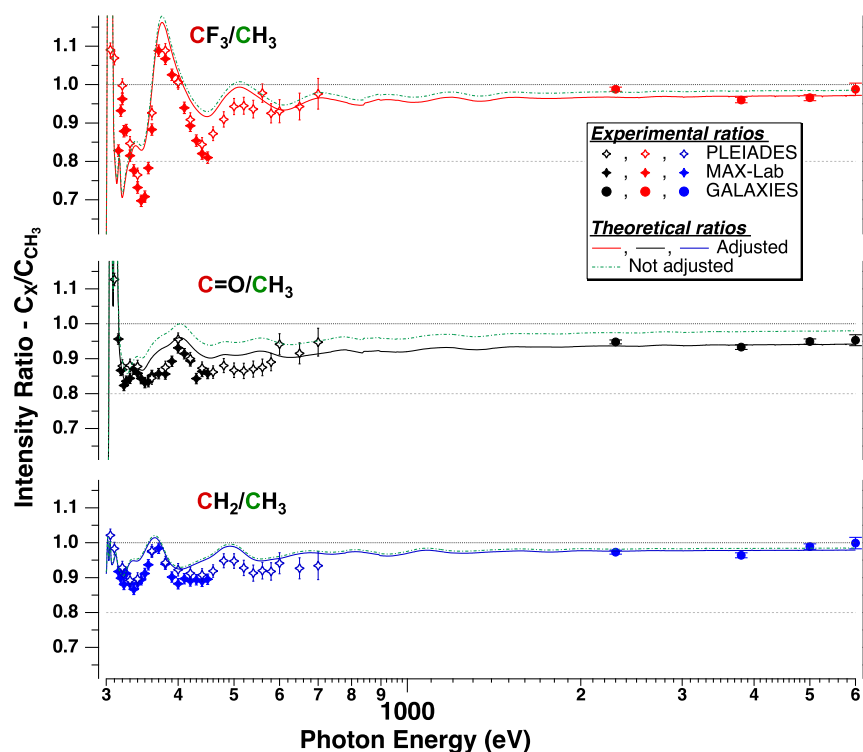 Intensity Ratio - C_X/C_CH3
CF3/CH3
1.1
1.0
0.9
0.8
0.7
Experimental ratios
, , PLEIADES
, , MAX-Lab
, , GALAXIES
Theoretical ratios
, , Adjusted
Not adjusted
C=O/CH3
1.1
1.0
0.9
0.8
0.7
CH2/CH3
1.1
1.0
0.9
0.8
0.7
3 4 5 6 7 8 9 1000 2 3 4 5 6
Photon Energy (eV)